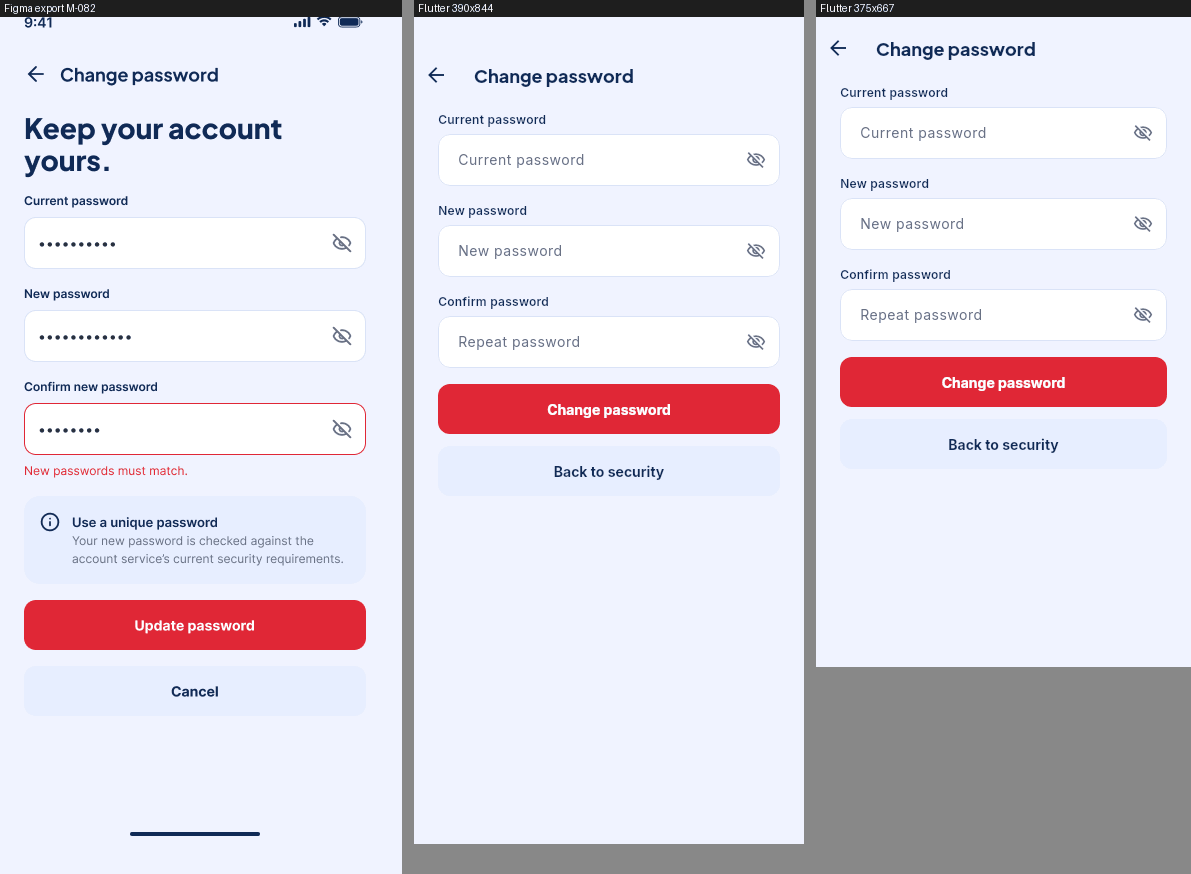 Figma export M-082
9:41
Change password
Keep your account
yours.
Current password
••••••••••
New password
••••••••••••
Confirm new password
••••••••
New passwords must match.
Use a unique password
Your new password is checked against the
account service’s current security requirements.
Update password
Cancel
Flutter 390x844
Change password
Current password
Current password
New password
New password
Confirm password
Repeat password
Change password
Back to security
Flutter 375x667
Change password
Current password
Current password
New password
New password
Confirm password
Repeat password
Change password
Back to security